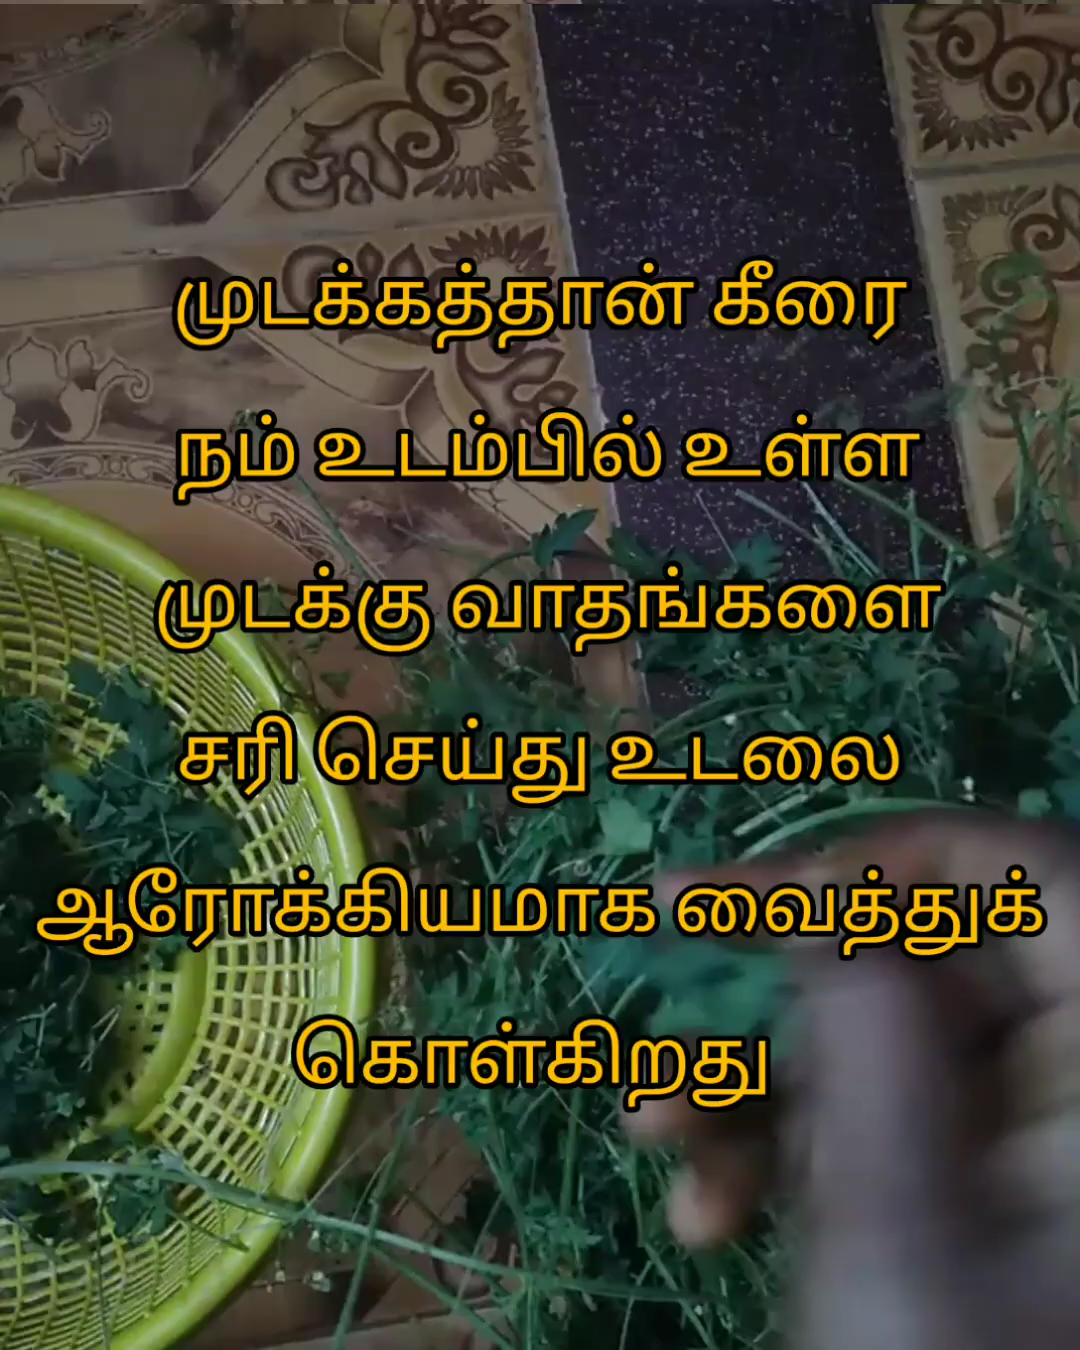 முடக்கத்தான் கீரை
நம் உடம்பில் உள்ள
முடக்கு வாதங்களை
சரி செய்து உடலை
ஆரோக்கியமாக வைத்துக்
கொள்கிறது